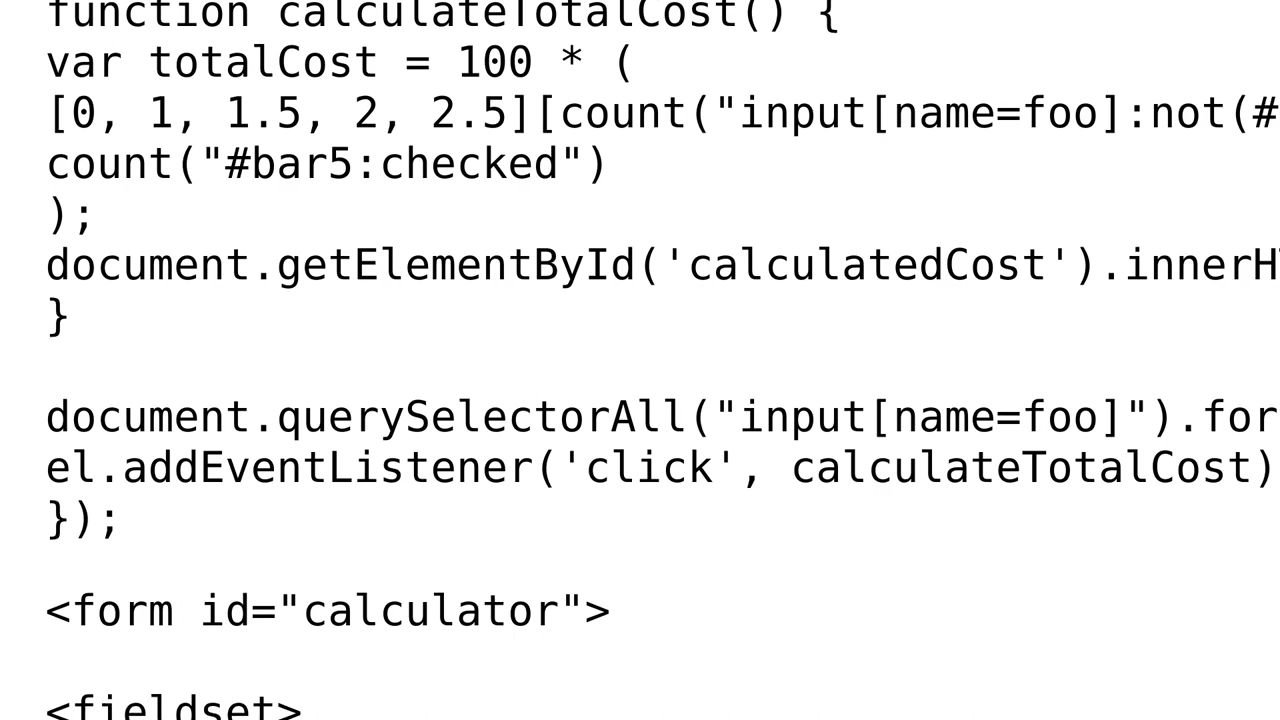 function calculateTotalCost() {
var totalCost = 100 * (
[0, 1, 1.5, 2, 2.5][count("input[name=foo]:not(#
count("#bar5:checked")
);
document.getElementById('calculatedCost').innerH
}
document.querySelectorAll("input[name=foo]").for
el.addEventListener('click', calculateTotalCost)
});
<form id="calculator">
<fieldset>